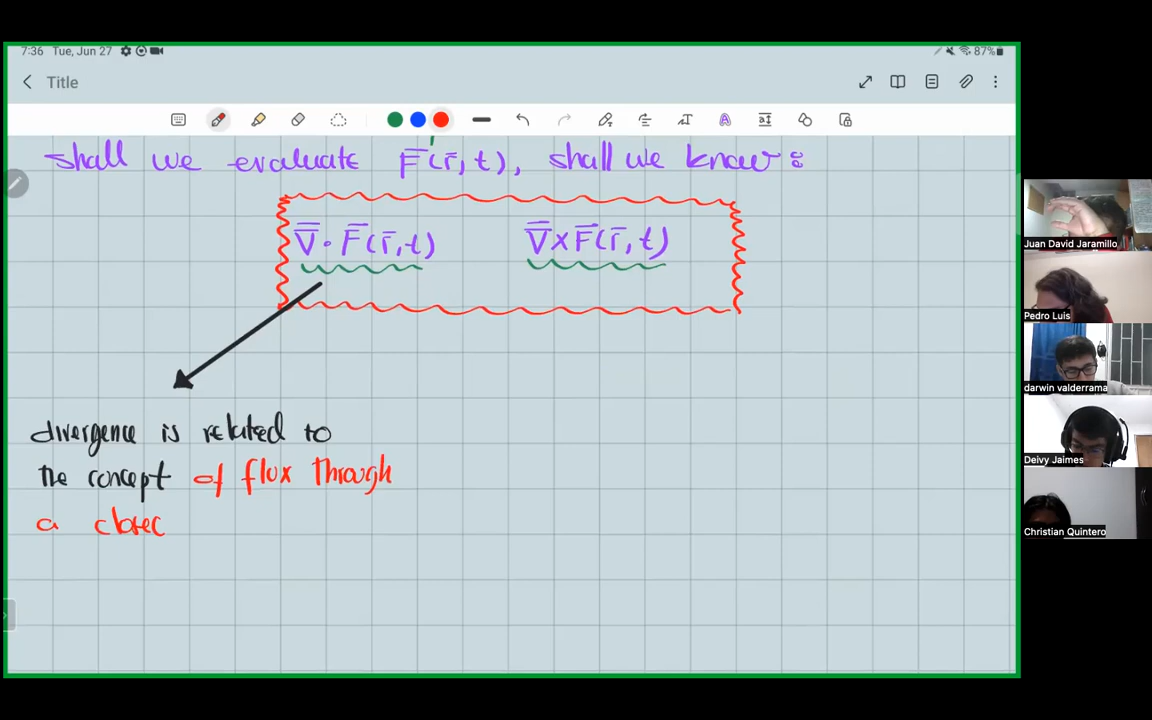 7:36 Tue, Jun 27
87%
Title
shall we evaluate F̅(r̅,t), shall we know:
∇̅·F̅(r̅,t) ∇̅×F̅(r̅,t)
divergence is related to
the concept of flux through
a closec
Juan David Jaramillo
Pedro Luis
darwin valderrama
Deivy Jaimes
Christian Quintero